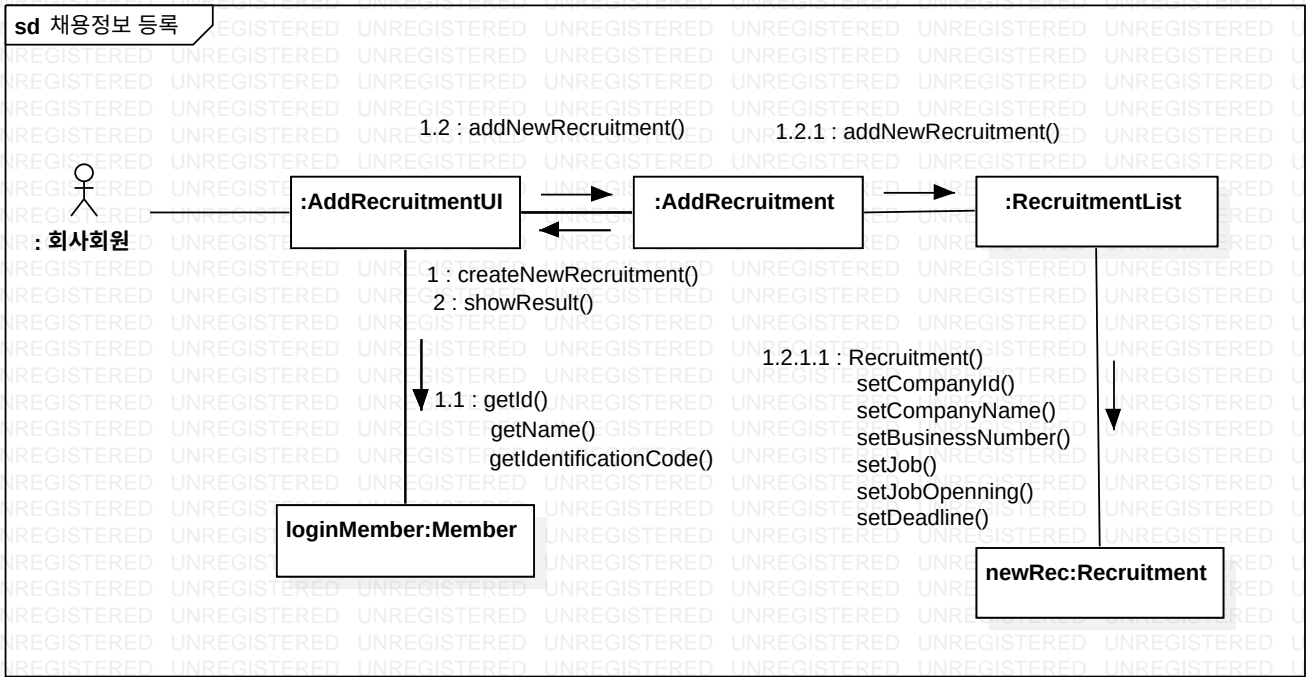 sd 채용정보 등록
1.2 : addNewRecruitment()
1.2.1 : addNewRecruitment()
: 회사회원
:AddRecruitmentUI
:AddRecruitment
:RecruitmentList
1 : createNewRecruitment()
2 : showResult()
1.1 : getId()
getName()
getIdentificationCode()
1.2.1.1 : Recruitment()
setCompanyId()
setCompanyName()
setBusinessNumber()
setJob()
setJobOpenning()
setDeadline()
loginMember:Member
newRec:Recruitment
UNREGISTERED